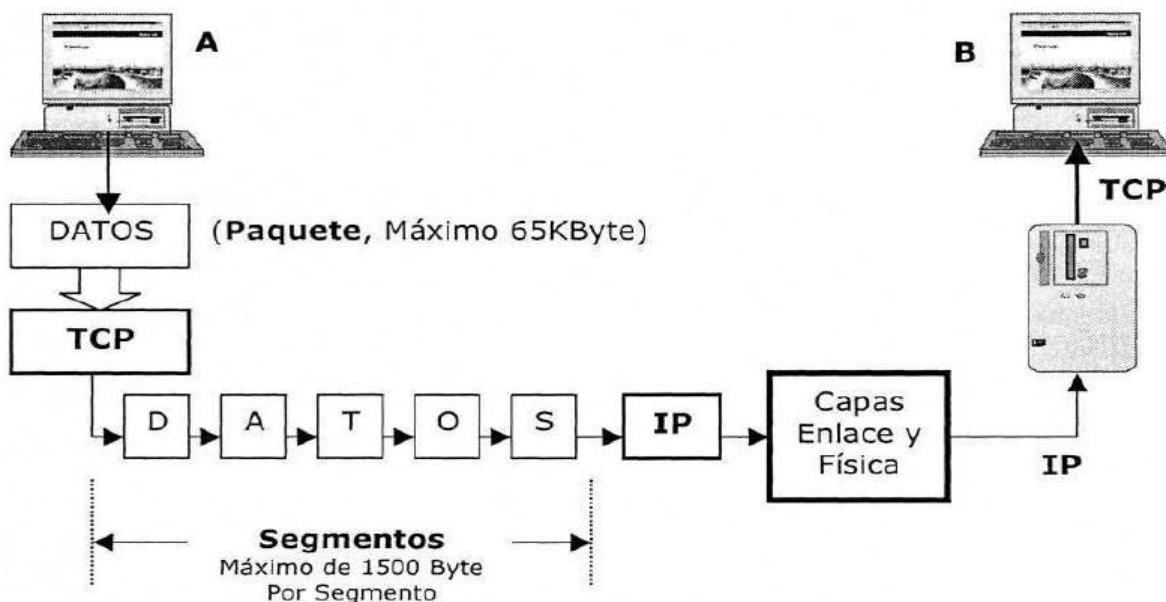 A
B
DATOS
(Paquete, Máximo 65KByte)
TCP
TCP
D A T O S
IP
Capas
Enlace y
Física
IP
Segmentos
Máximo de 1500 Byte
Por Segmento